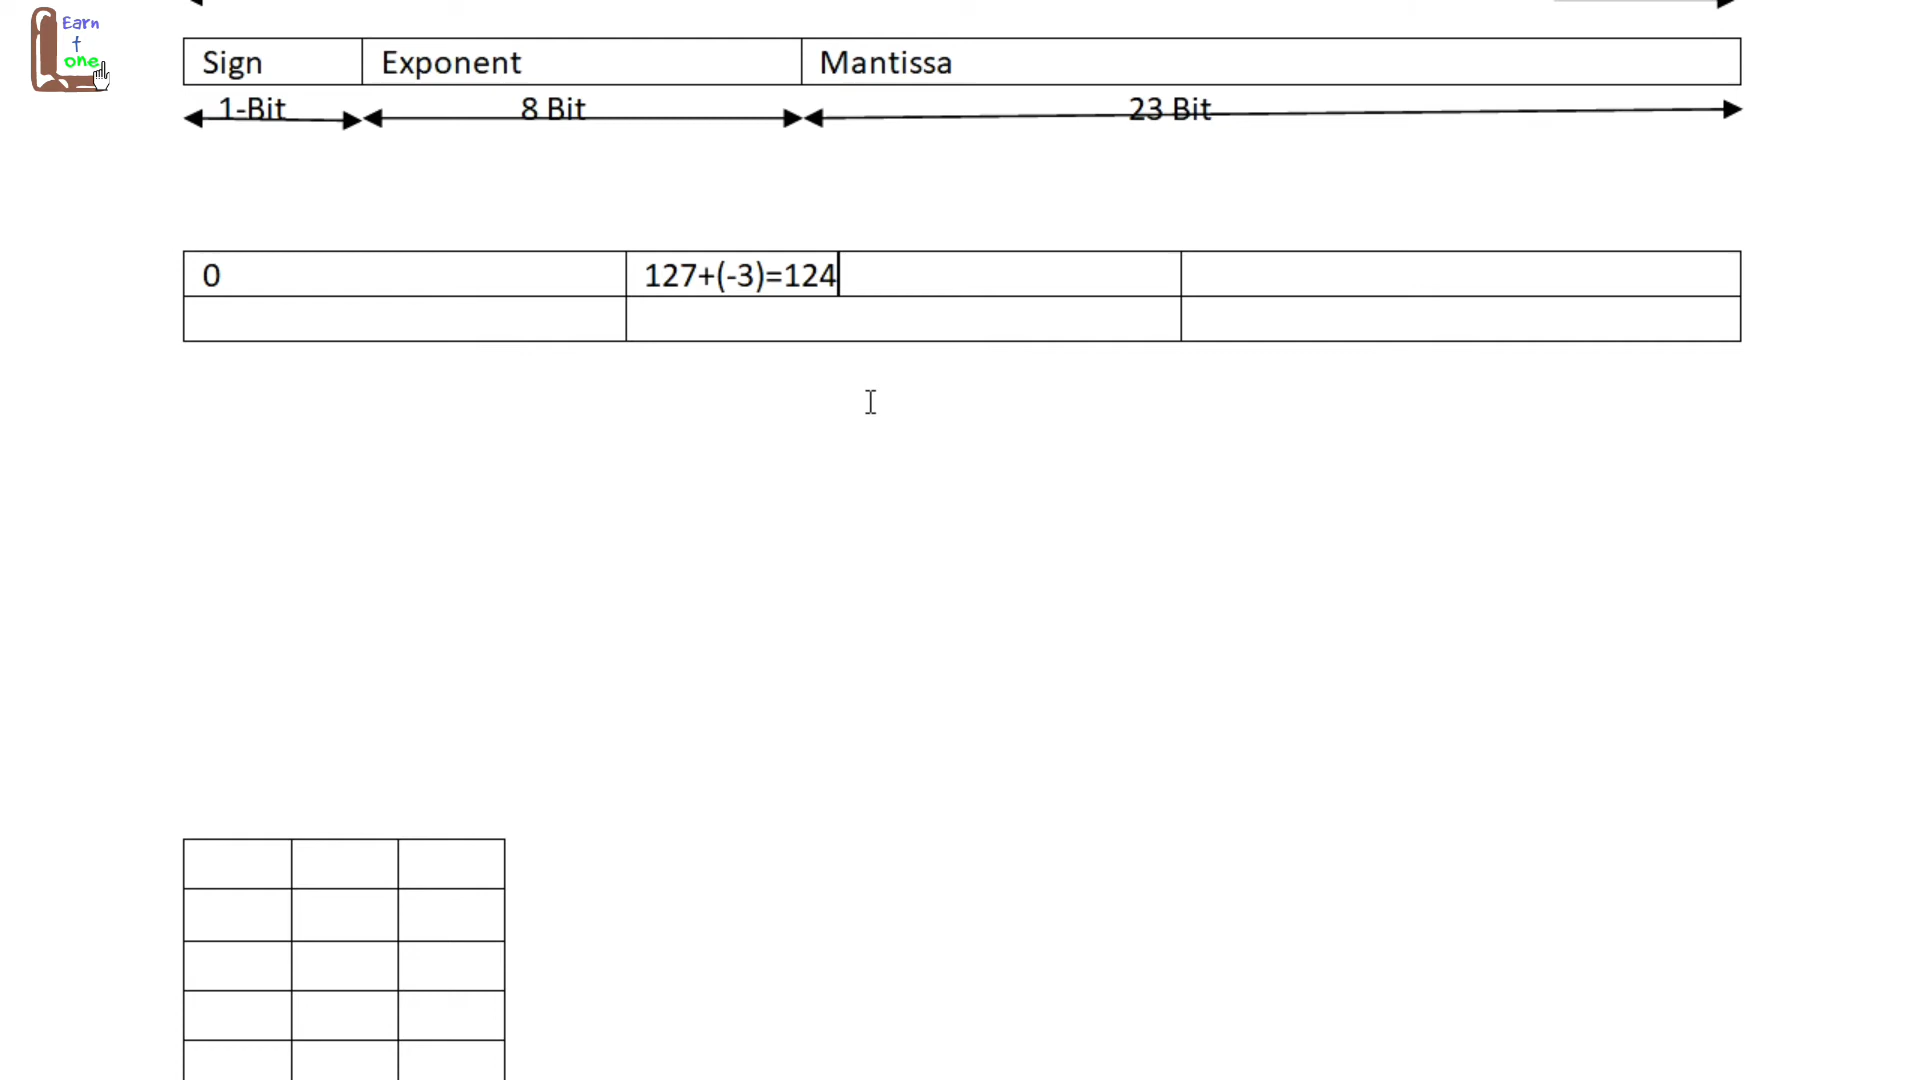 Earn
t
one
Sign Exponent Mantissa
1-Bit 8 Bit 23 Bit
0 127+(-3)=124